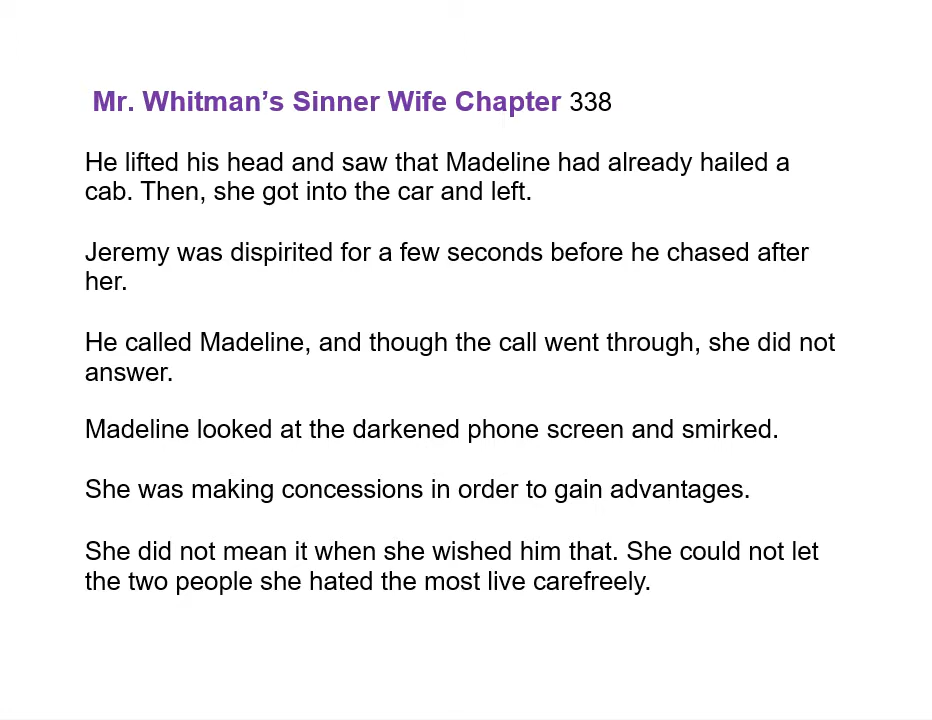 Mr. Whitman’s Sinner Wife Chapter 338
He lifted his head and saw that Madeline had already hailed a
cab. Then, she got into the car and left.
Jeremy was dispirited for a few seconds before he chased after
her.
He called Madeline, and though the call went through, she did not
answer.
Madeline looked at the darkened phone screen and smirked.
She was making concessions in order to gain advantages.
She did not mean it when she wished him that. She could not let
the two people she hated the most live carefreely.